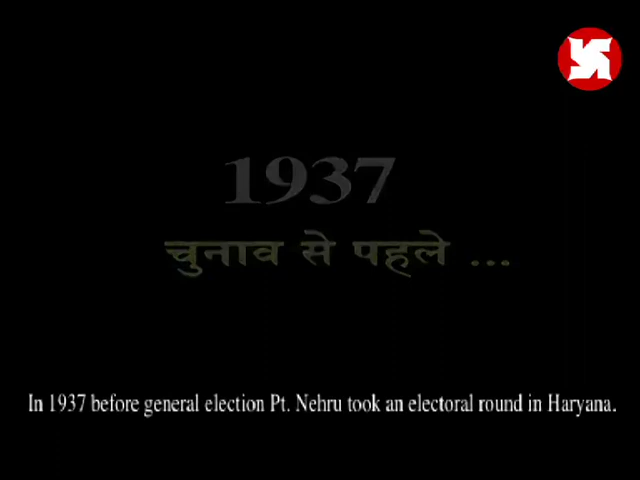 1937
चुनाव से पहले ...
In 1937 before general election Pt. Nehru took an electoral round in Haryana.